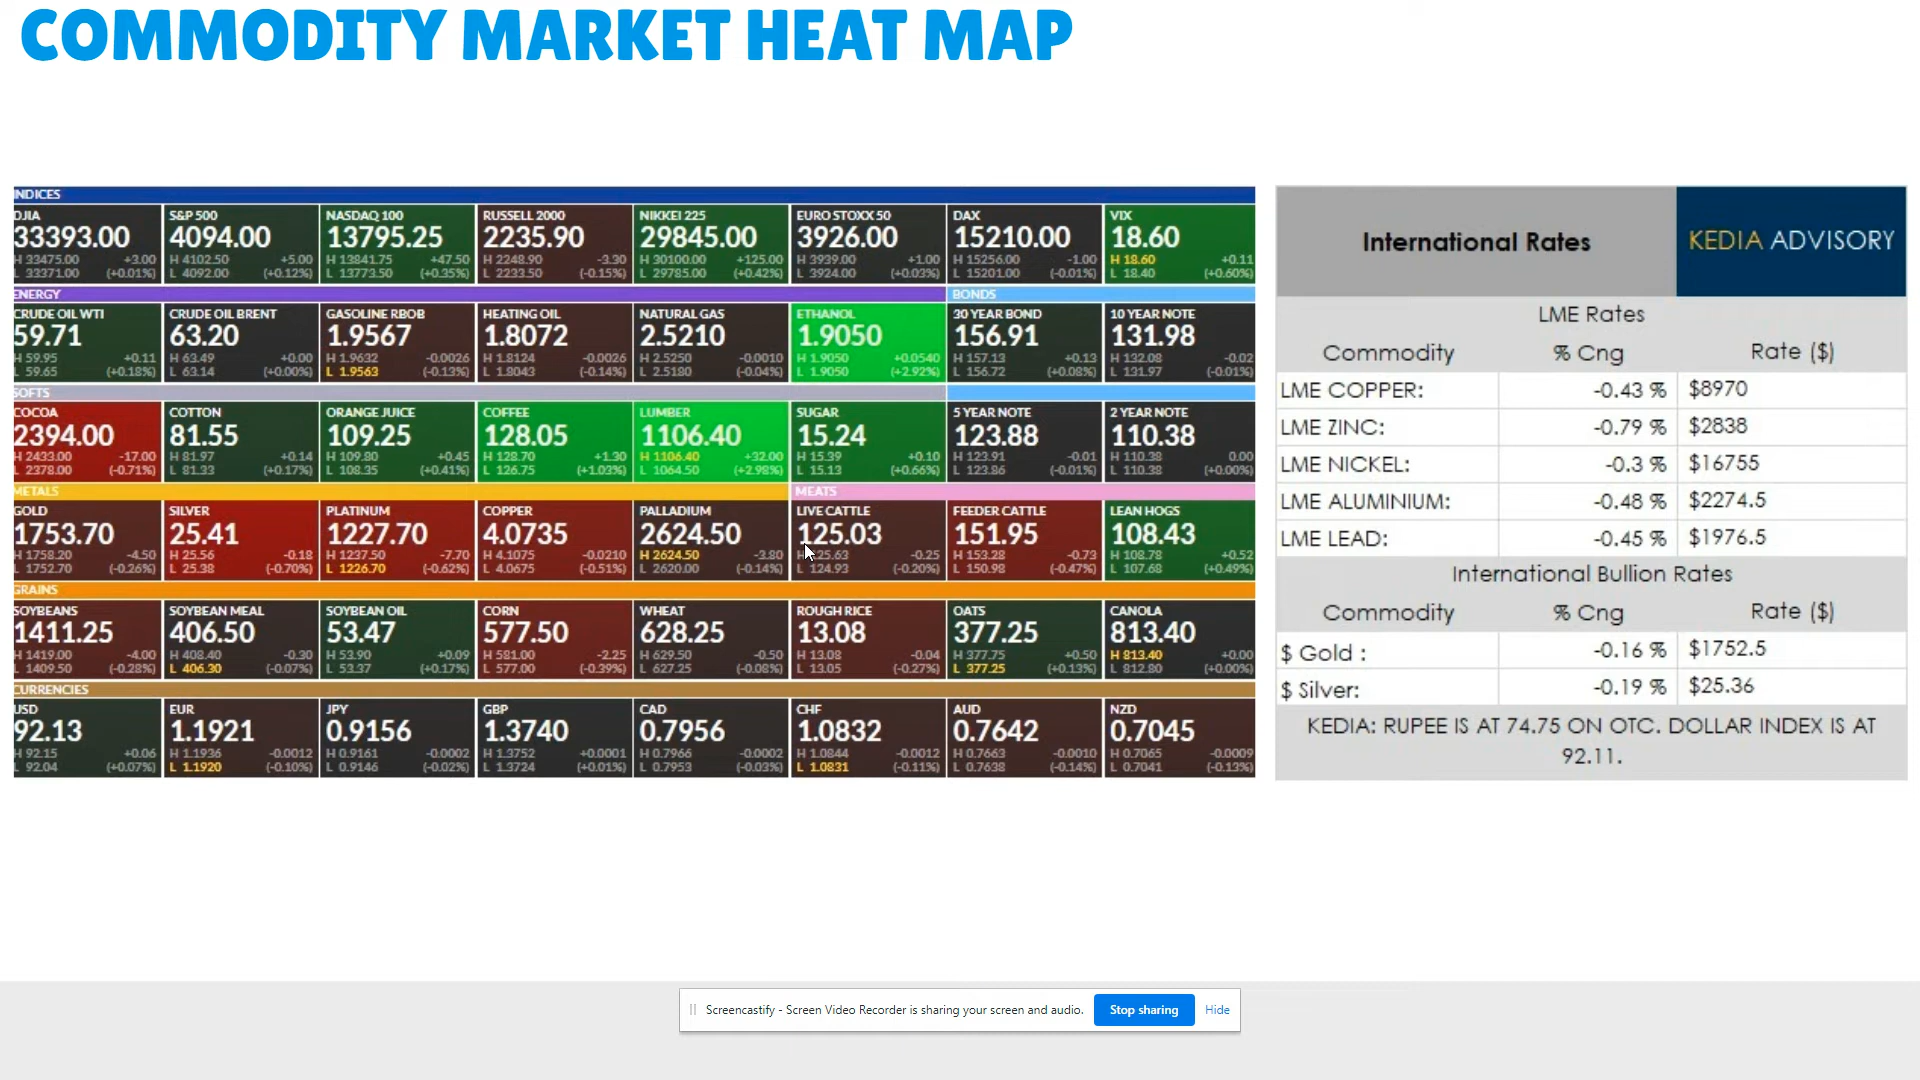 COMMODITY MARKET HEAT MAP
INDICES
DJIA S&P 500 NASDAQ 100 RUSSELL 2000 NIKKEI 225 EURO STOXX 50 DAX VIX
33393.00 4094.00 13795.25 2235.90 29845.00 3926.00 15210.00 18.60
H 33475.00 +3.00 H 4102.50 +5.00 H 13841.75 +47.50 H 2248.90 -3.30 H 30100.00 +125.00 H 3939.00 +1.00 H 15256.00 -1.00 H 18.60 +0.11
L 33371.00 (+0.01%) L 4092.00 (+0.12%) L 13773.50 (+0.35%) L 2233.50 (-0.15%) L 29785.00 (+0.42%) L 3924.00 (+0.03%) L 15201.00 (-0.01%) L 18.40 (+0.60%)
ENERGY BONDS
CRUDE OIL WTI CRUDE OIL BRENT GASOLINE RBOB HEATING OIL NATURAL GAS ETHANOL 30 YEAR BOND 10 YEAR NOTE
59.71 63.20 1.9567 1.8072 2.5210 1.9050 156.91 131.98
H 59.95 +0.11 H 63.49 +0.00 H 1.9632 -0.0026 H 1.8124 -0.0026 H 2.5250 -0.0010 H 1.9050 +0.0540 H 157.13 +0.13 H 132.08 -0.02
L 59.65 (+0.18%) L 63.14 (+0.00%) L 1.9563 (-0.13%) L 1.8043 (-0.14%) L 2.5180 (-0.04%) L 1.9050 (+2.92%) L 156.72 (+0.08%) L 131.97 (-0.01%)
SOFTS
COCOA COTTON ORANGE JUICE COFFEE LUMBER SUGAR 5 YEAR NOTE 2 YEAR NOTE
2394.00 81.55 109.25 128.05 1106.40 15.24 123.88 110.38
H 2433.00 -17.00 H 81.97 +0.14 H 109.80 +0.45 H 128.70 +1.30 H 1106.40 +32.00 H 15.39 +0.10 H 123.91 -0.01 H 110.38 0.00
L 2378.00 (-0.71%) L 81.33 (+0.17%) L 108.35 (+0.41%) L 126.75 (+1.03%) L 1064.50 (+2.98%) L 15.13 (+0.66%) L 123.86 (-0.01%) L 110.38 (+0.00%)
METALS MEATS
GOLD SILVER PLATINUM COPPER PALLADIUM LIVE CATTLE FEEDER CATTLE LEAN HOGS
1753.70 25.41 1227.70 4.0735 2624.50 125.03 151.95 108.43
H 1758.20 -4.50 H 25.56 -0.18 H 1237.50 -7.70 H 4.1075 -0.0210 H 2624.50 -3.80 H 125.63 -0.25 H 153.28 -0.73 H 108.78 +0.52
L 1752.70 (-0.26%) L 25.38 (-0.70%) L 1226.70 (-0.62%) L 4.0675 (-0.51%) L 2620.00 (-0.14%) L 124.93 (-0.20%) L 150.98 (-0.47%) L 107.68 (+0.49%)
GRAINS
SOYBEANS SOYBEAN MEAL SOYBEAN OIL CORN WHEAT ROUGH RICE OATS CANOLA
1411.25 406.50 53.47 577.50 628.25 13.08 377.25 813.40
H 1419.00 -4.00 H 408.40 -0.30 H 53.90 +0.09 H 581.00 -2.25 H 629.50 -0.50 H 13.08 -0.04 H 377.75 +0.50 H 813.40 +0.00
L 1409.50 (-0.28%) L 406.30 (-0.07%) L 53.37 (+0.17%) L 577.00 (-0.39%) L 627.25 (-0.08%) L 13.05 (-0.27%) L 377.25 (+0.13%) L 812.80 (+0.00%)
CURRENCIES
USD EUR JPY GBP CAD CHF AUD NZD
92.13 1.1921 0.9156 1.3740 0.7956 1.0832 0.7642 0.7045
H 92.15 +0.06 H 1.1936 -0.0012 H 0.9161 -0.0002 H 1.3752 +0.0001 H 0.7966 -0.0002 H 1.0844 -0.0012 H 0.7663 -0.0010 H 0.7065 -0.0009
L 92.04 (+0.07%) L 1.1920 (-0.10%) L 0.9146 (-0.02%) L 1.3724 (+0.01%) L 0.7953 (-0.03%) L 1.0831 (-0.11%) L 0.7638 (-0.14%) L 0.7041 (-0.13%)
International Rates KEDIA ADVISORY
LME Rates
Commodity % Cng Rate ($)
LME COPPER: -0.43 % $8970
LME ZINC: -0.79 % $2838
LME NICKEL: -0.3 % $16755
LME ALUMINIUM: -0.48 % $2274.5
LME LEAD: -0.45 % $1976.5
International Bullion Rates
Commodity % Cng Rate ($)
$ Gold : -0.16 % $1752.5
$ Silver: -0.19 % $25.36
KEDIA: RUPEE IS AT 74.75 ON OTC. DOLLAR INDEX IS AT
92.11.
Screencastify - Screen Video Recorder is sharing your screen and audio. Stop sharing Hide